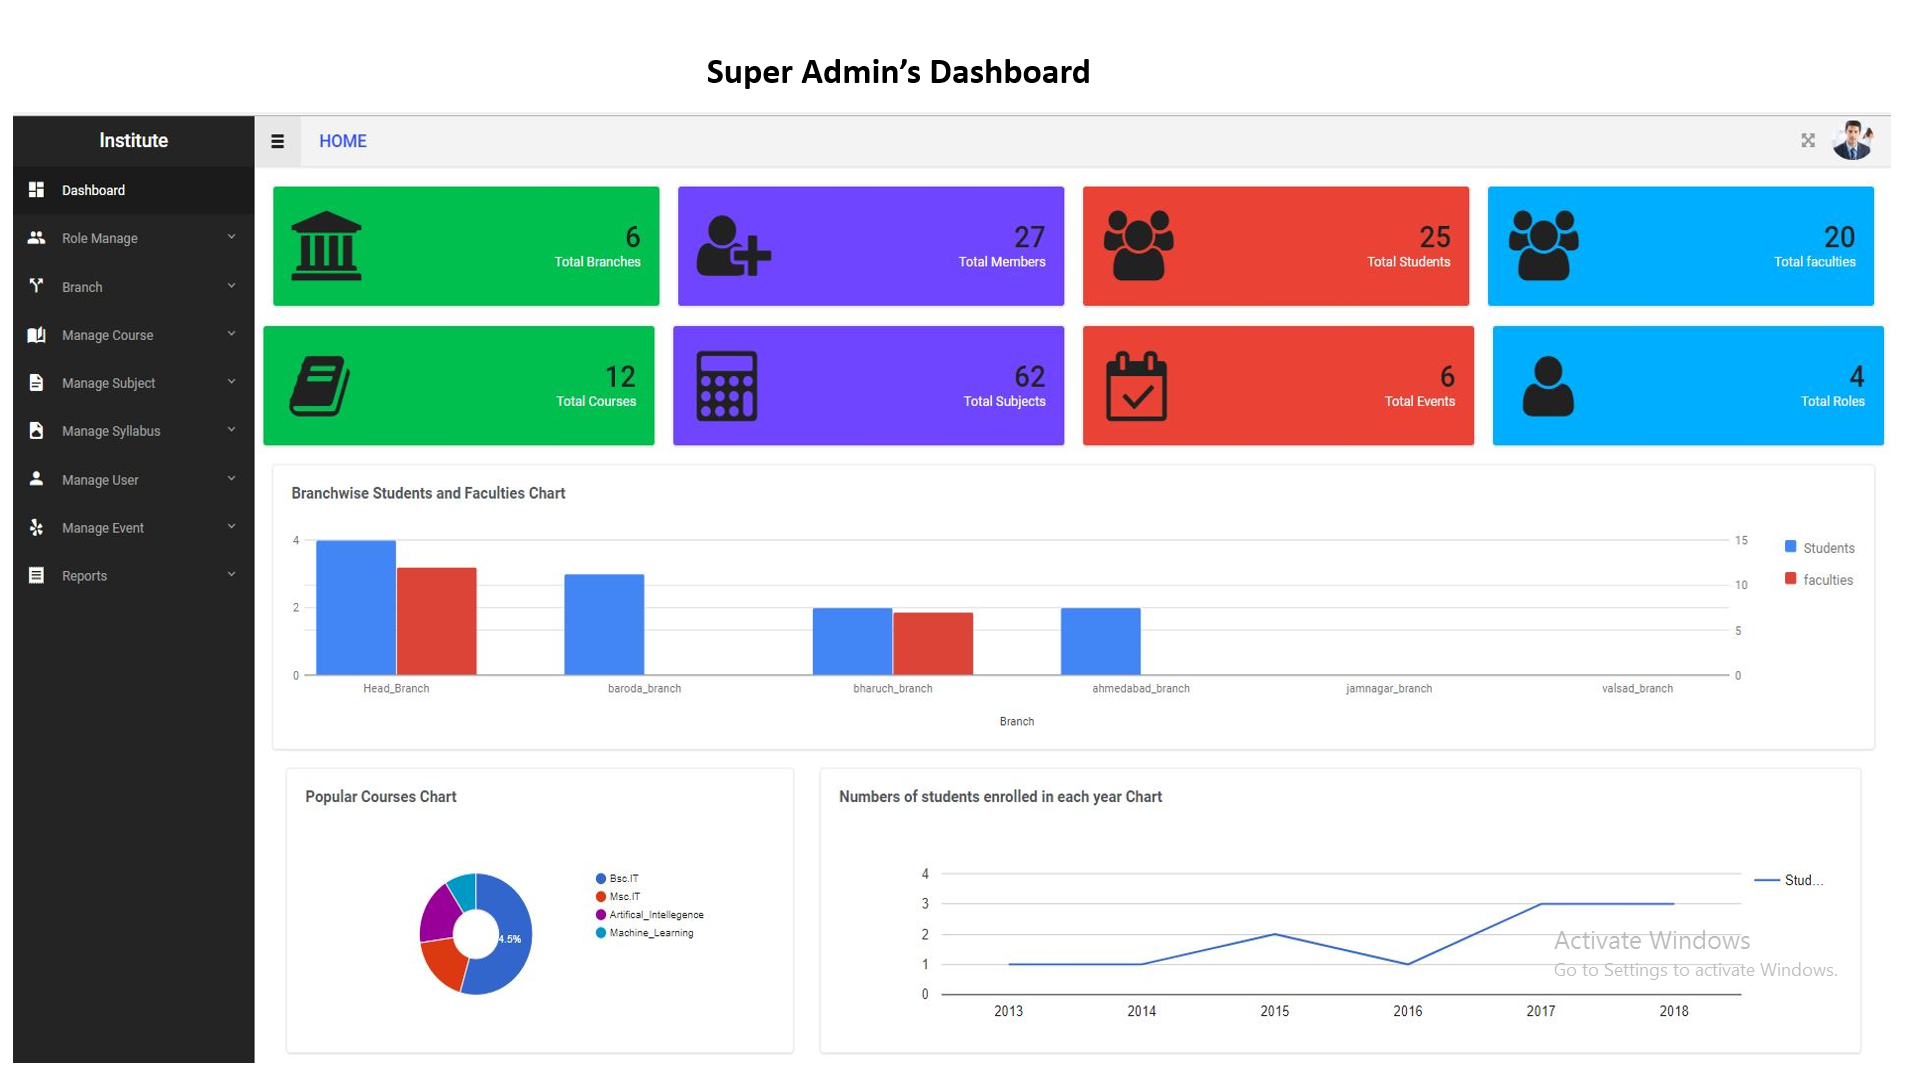 Super Admin’s Dashboard
Institute
HOME
Dashboard
Role Manage
Branch
Manage Course
Manage Subject
Manage Syllabus
Manage User
Manage Event
Reports
6
Total Branches
27
Total Members
25
Total Students
20
Total faculties
12
Total Courses
62
Total Subjects
6
Total Events
4
Total Roles
Branchwise Students and Faculties Chart
4
2
0
15
10
5
0
Students
faculties
Head_Branch
baroda_branch
bharuch_branch
ahmedabad_branch
jamnagar_branch
valsad_branch
Branch
Popular Courses Chart
4.5%
Bsc.IT
Msc.IT
Artifical_Intellegence
Machine_Learning
Numbers of students enrolled in each year Chart
4
3
2
1
0
2013
2014
2015
2016
2017
2018
Stud...
Activate Windows
Go to Settings to activate Windows.